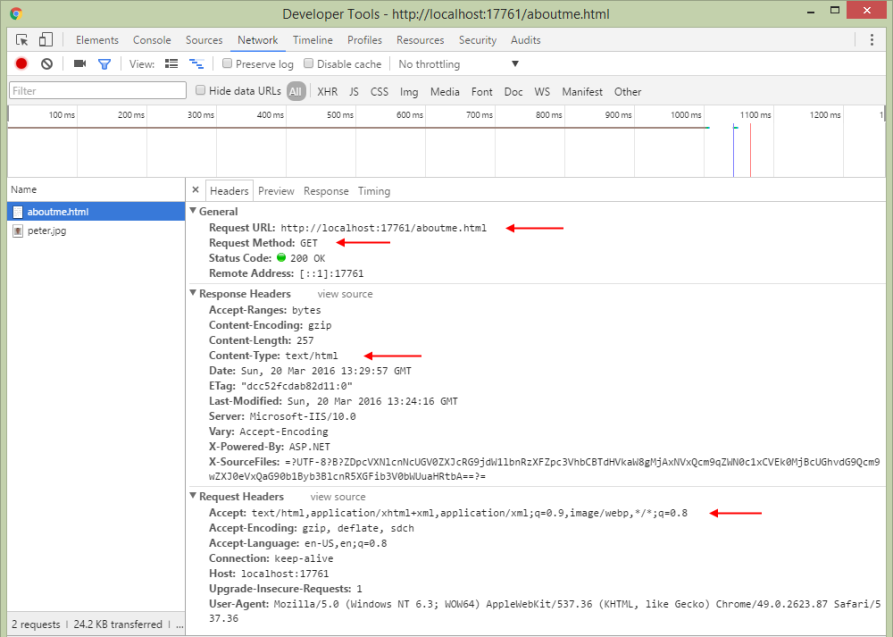 Developer Tools - http://localhost:17761/aboutme.html
Elements Console Sources Network Timeline Profiles Resources Security Audits
View: Preserve log Disable cache No throttling
Filter Hide data URLs All XHR JS CSS Img Media Font Doc WS Manifest Other
100 ms 200 ms 300 ms 400 ms 500 ms 600 ms 700 ms 800 ms 900 ms 1000 ms 1100 ms 1200 ms 1
Name × Headers Preview Response Timing
aboutme.html
peter.jpg
General
Request URL: http://localhost:17761/aboutme.html
Request Method: GET
Status Code: 200 OK
Remote Address: [::1]:17761
Response Headers view source
Accept-Ranges: bytes
Content-Encoding: gzip
Content-Length: 257
Content-Type: text/html
Date: Sun, 20 Mar 2016 13:29:57 GMT
ETag: "dcc52fcdab82d11:0"
Last-Modified: Sun, 20 Mar 2016 13:24:16 GMT
Server: Microsoft-IIS/10.0
Vary: Accept-Encoding
X-Powered-By: ASP.NET
X-SourceFiles: =?UTF-8?B?ZDpcVXNlcnNcUGV0ZXJcRG9jdW1lbnRzXFZpc3VhbCBTdHVkaW8gMjAxNVxQcm9qZWN0c1xCVEk0MjBcUGhvdG9Qcm9
wZXJ0eVxQaG90b1Byb3BlcnR5XGFib3V0bWUuaHRtbA==?=
Request Headers view source
Accept: text/html,application/xhtml+xml,application/xml;q=0.9,image/webp,*/*;q=0.8
Accept-Encoding: gzip, deflate, sdch
Accept-Language: en-US,en;q=0.8
Connection: keep-alive
Host: localhost:17761
Upgrade-Insecure-Requests: 1
User-Agent: Mozilla/5.0 (Windows NT 6.3; WOW64) AppleWebKit/537.36 (KHTML, like Gecko) Chrome/49.0.2623.87 Safari/5
37.36
2 requests | 24.2 KB transferred | ...